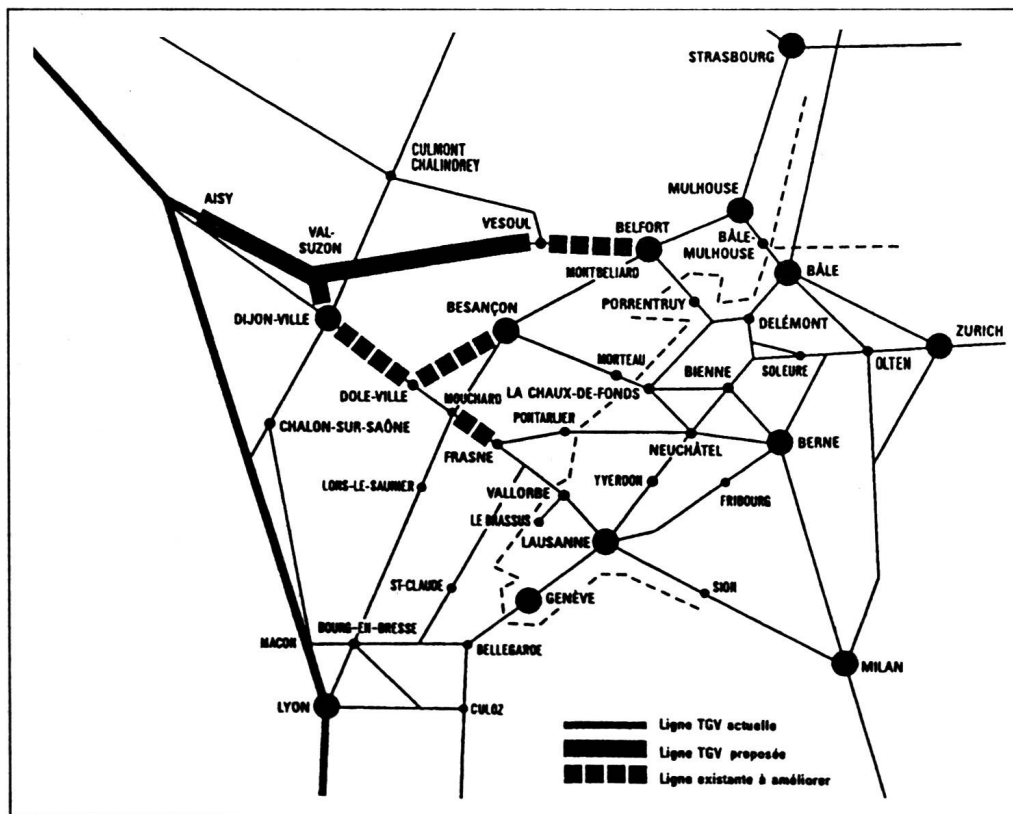 STRASBOURG
CULMONT
CHALINDREY
MULHOUSE
AISY
VAL-
SUZON
VESOUL
BELFORT
BÂLE-
MULHOUSE
BÂLE
MONTBELIARD
PORRENTRUY
DIJON-VILLE
BESANÇON
DELÉMONT
ZURICH
MORTEAU
BIENNE
SOLEURE
OLTEN
DOLE-VILLE
MOUCHARD
LA CHAUX-DE-FONDS
PONTARLIER
CHALON-SUR-SAÔNE
FRASNE
NEUCHÂTEL
BERNE
LONS-LE-SAUNIER
VALLORBE
YVERDON
FRIBOURG
LE BRASSUS
LAUSANNE
ST-CLAUDE
GENÈVE
SION
MACON
BOURG-EN-BRESSE
BELLEGARDE
MILAN
LYON
CULOZ
Ligne TGV actuelle
Ligne TGV proposée
Ligne existante à améliorer